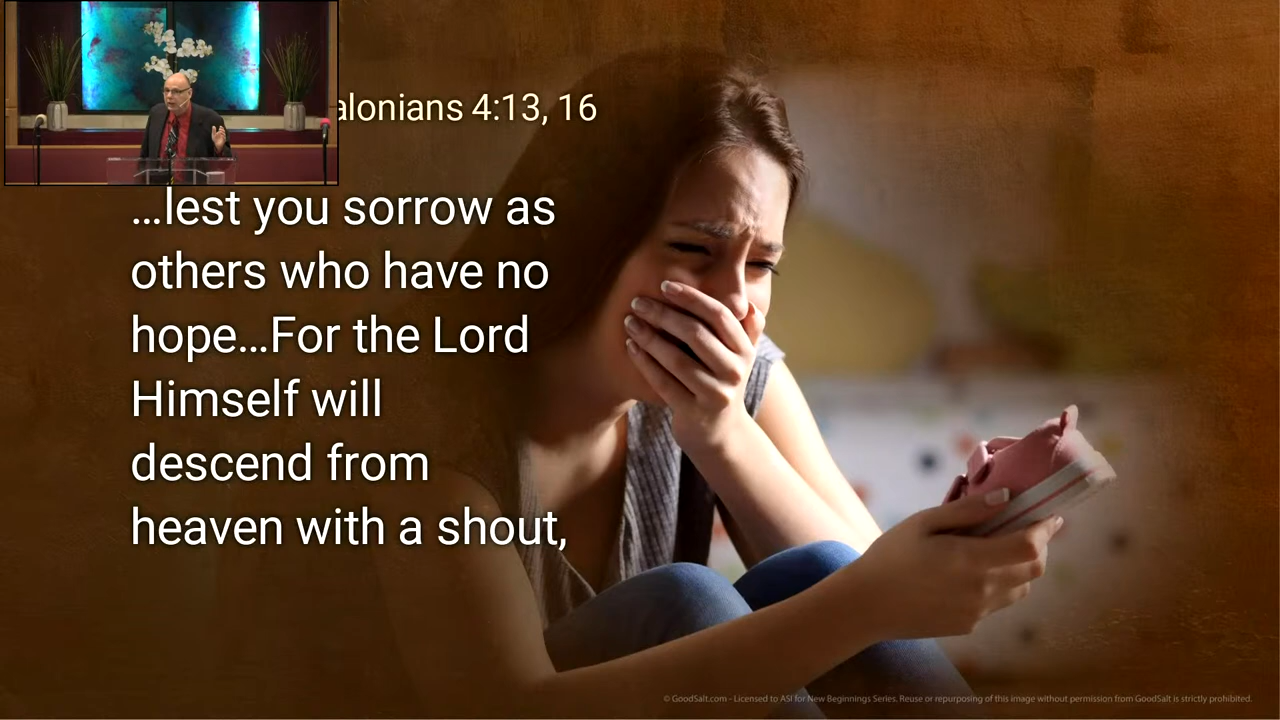 alonians 4:13, 16
…lest you sorrow as
others who have no
hope…For the Lord
Himself will
descend from
heaven with a shout,
© GoodSalt.com - Licensed to ASI for New Beginnings Series. Reuse or repurposing of this image without permission from GoodSalt is strictly prohibited.